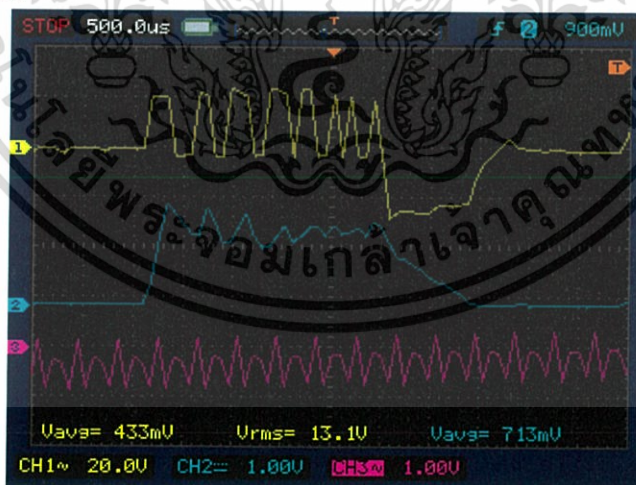 STOP 500.0us T 2 900mV
T
1
โนโลยีพระจอมเกล้าเจ้าคุณทห
2
3
Vavg= 433mV Vrms= 13.1V Vavg= 713mV
CH1~ 20.0V CH2 1.00V CH3~ 1.00V